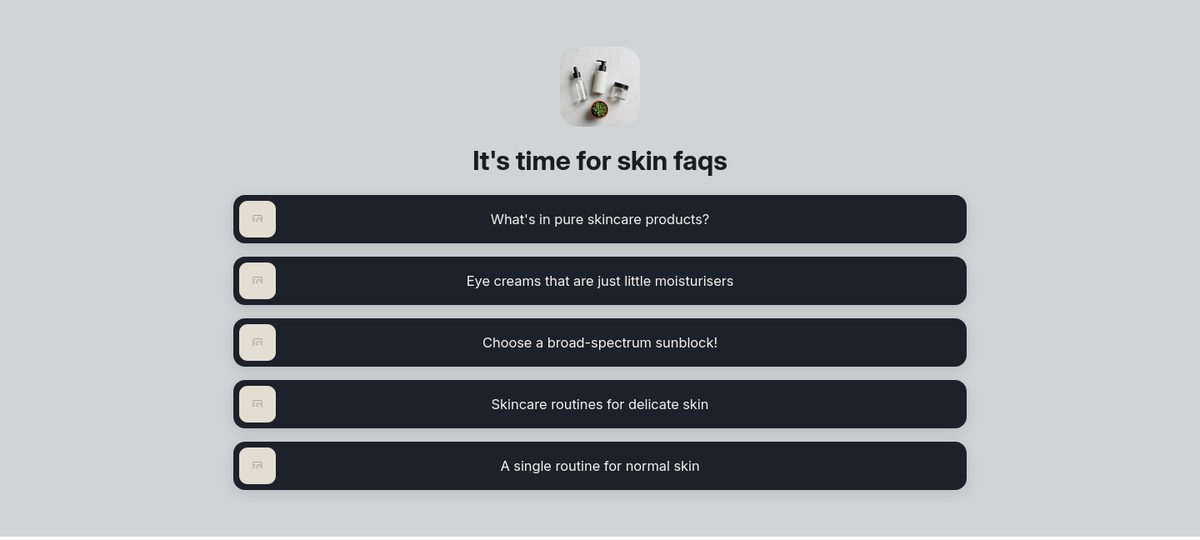 It's time for skin faqs
What's in pure skincare products?
Eye creams that are just little moisturisers
Choose a broad-spectrum sunblock!
Skincare routines for delicate skin
A single routine for normal skin